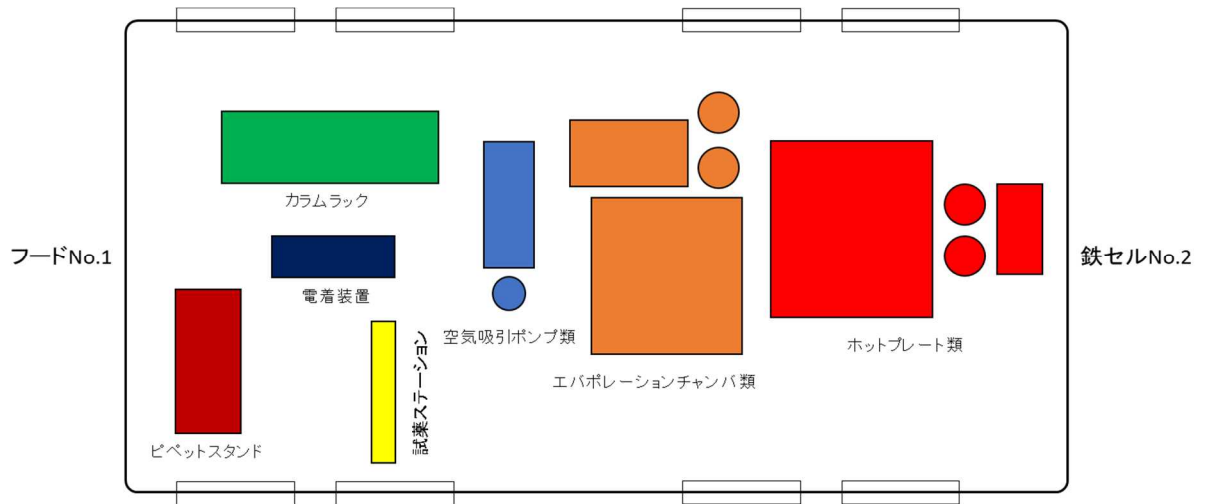 カラムラック
フードNo.1
鉄セルNo.2
電着装置
空気吸引ポンプ類
ホットプレート類
試薬ステーション
エバポレーションチャンバ類
ピペットスタンド